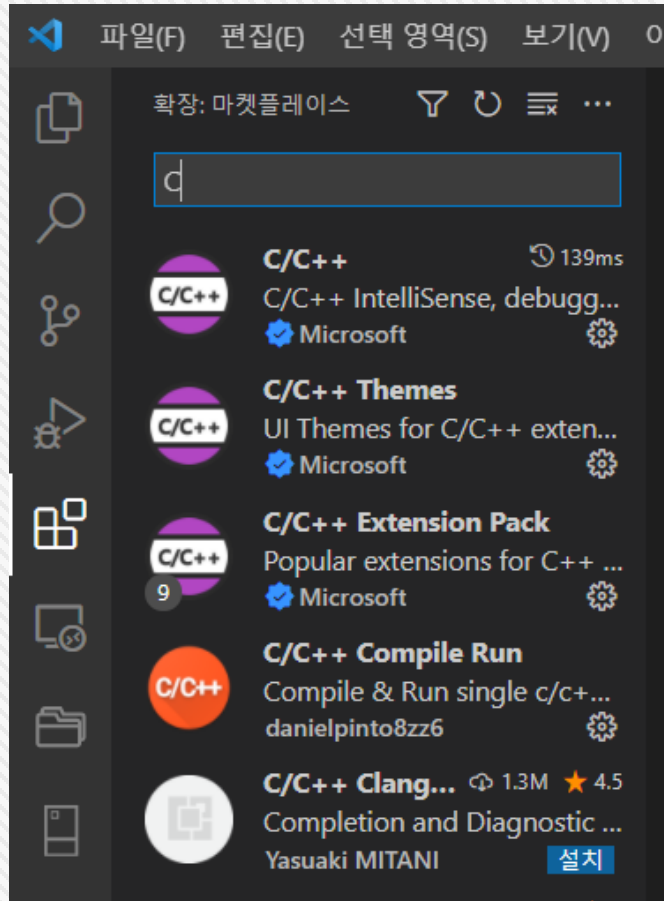 파일(F) 편집(E) 선택 영역(S) 보기(V)
확장: 마켓플레이스
C
C/C++ 139ms
C/C++
C/C++ IntelliSense, debugg...
Microsoft
C/C++ Themes
C/C++
UI Themes for C/C++ exten...
Microsoft
C/C++ Extension Pack
C/C++
Popular extensions for C++ ...
9
Microsoft
C/C++ Compile Run
C/C++
Compile & Run single c/c+...
danielpinto8zz6
C/C++ Clang... 1.3M ★ 4.5
Completion and Diagnostic ...
Yasuaki MITANI 설치